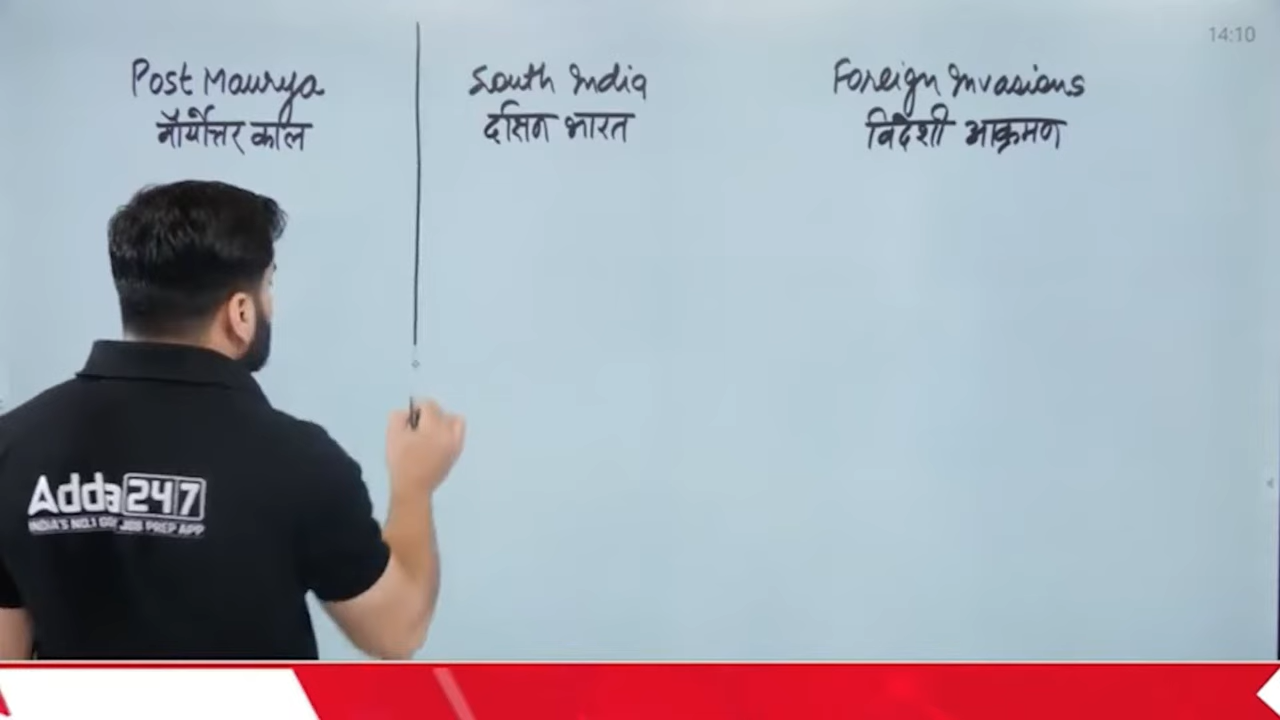 14:10
Post Maurya
मौर्योत्तर काल
South India
दक्षिण भारत
Foreign Invasions
विदेशी आक्रमण
Adda247
INDIA'S NO.1 GOVT JOB PREP APP